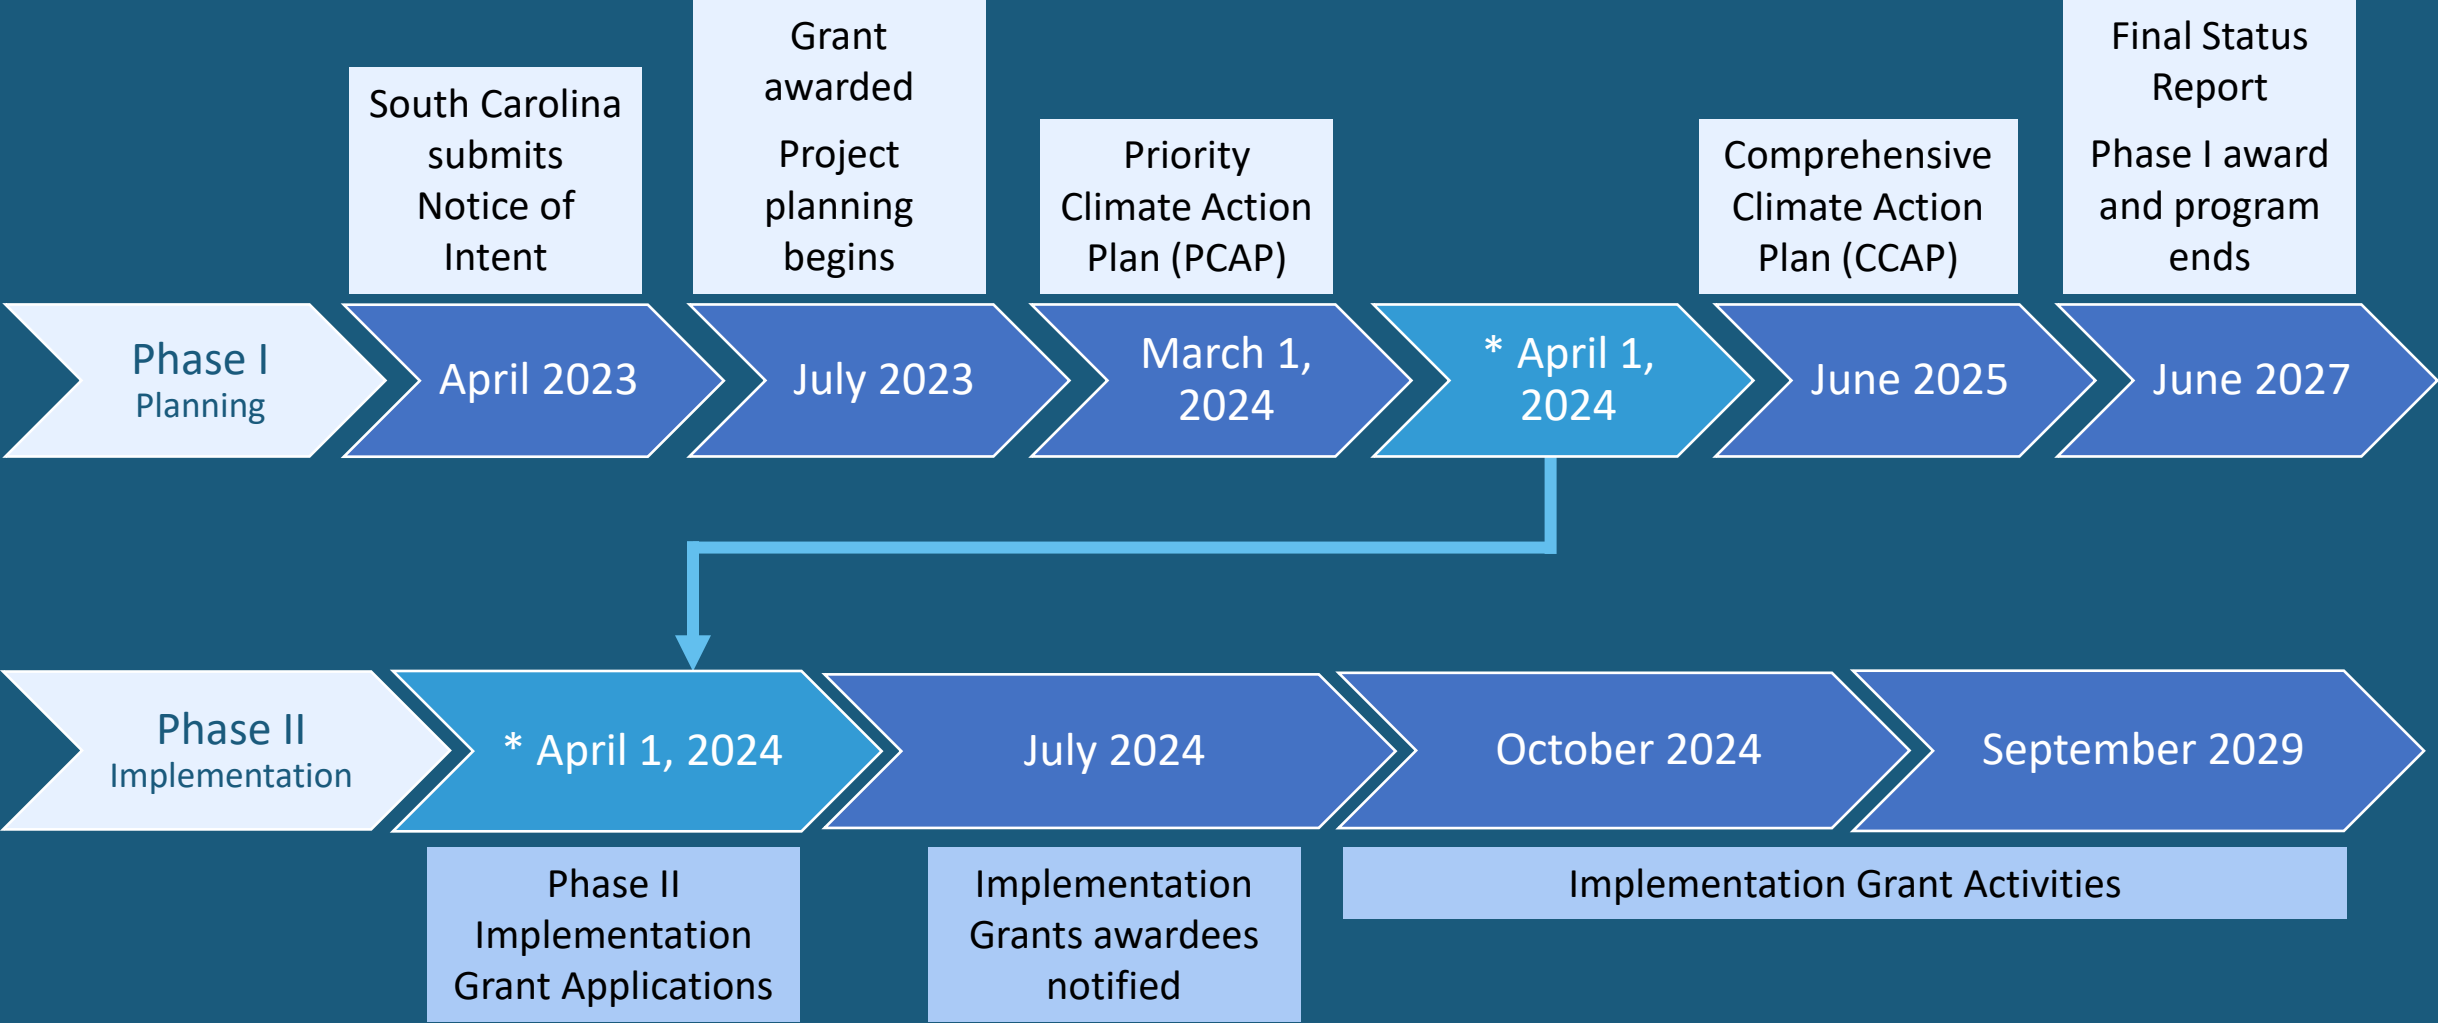 South Carolina
submits
Notice of
Intent
Grant
awarded
Project
planning
begins
Priority
Climate Action
Plan (PCAP)
Comprehensive
Climate Action
Plan (CCAP)
Final Status
Report
Phase I award
and program
ends
Phase I
Planning
April 2023
July 2023
March 1,
2024
* April 1,
2024
June 2025
June 2027
Phase II
Implementation
* April 1, 2024
July 2024
October 2024
September 2029
Phase II
Implementation
Grant Applications
Implementation
Grants awardees
notified
Implementation Grant Activities